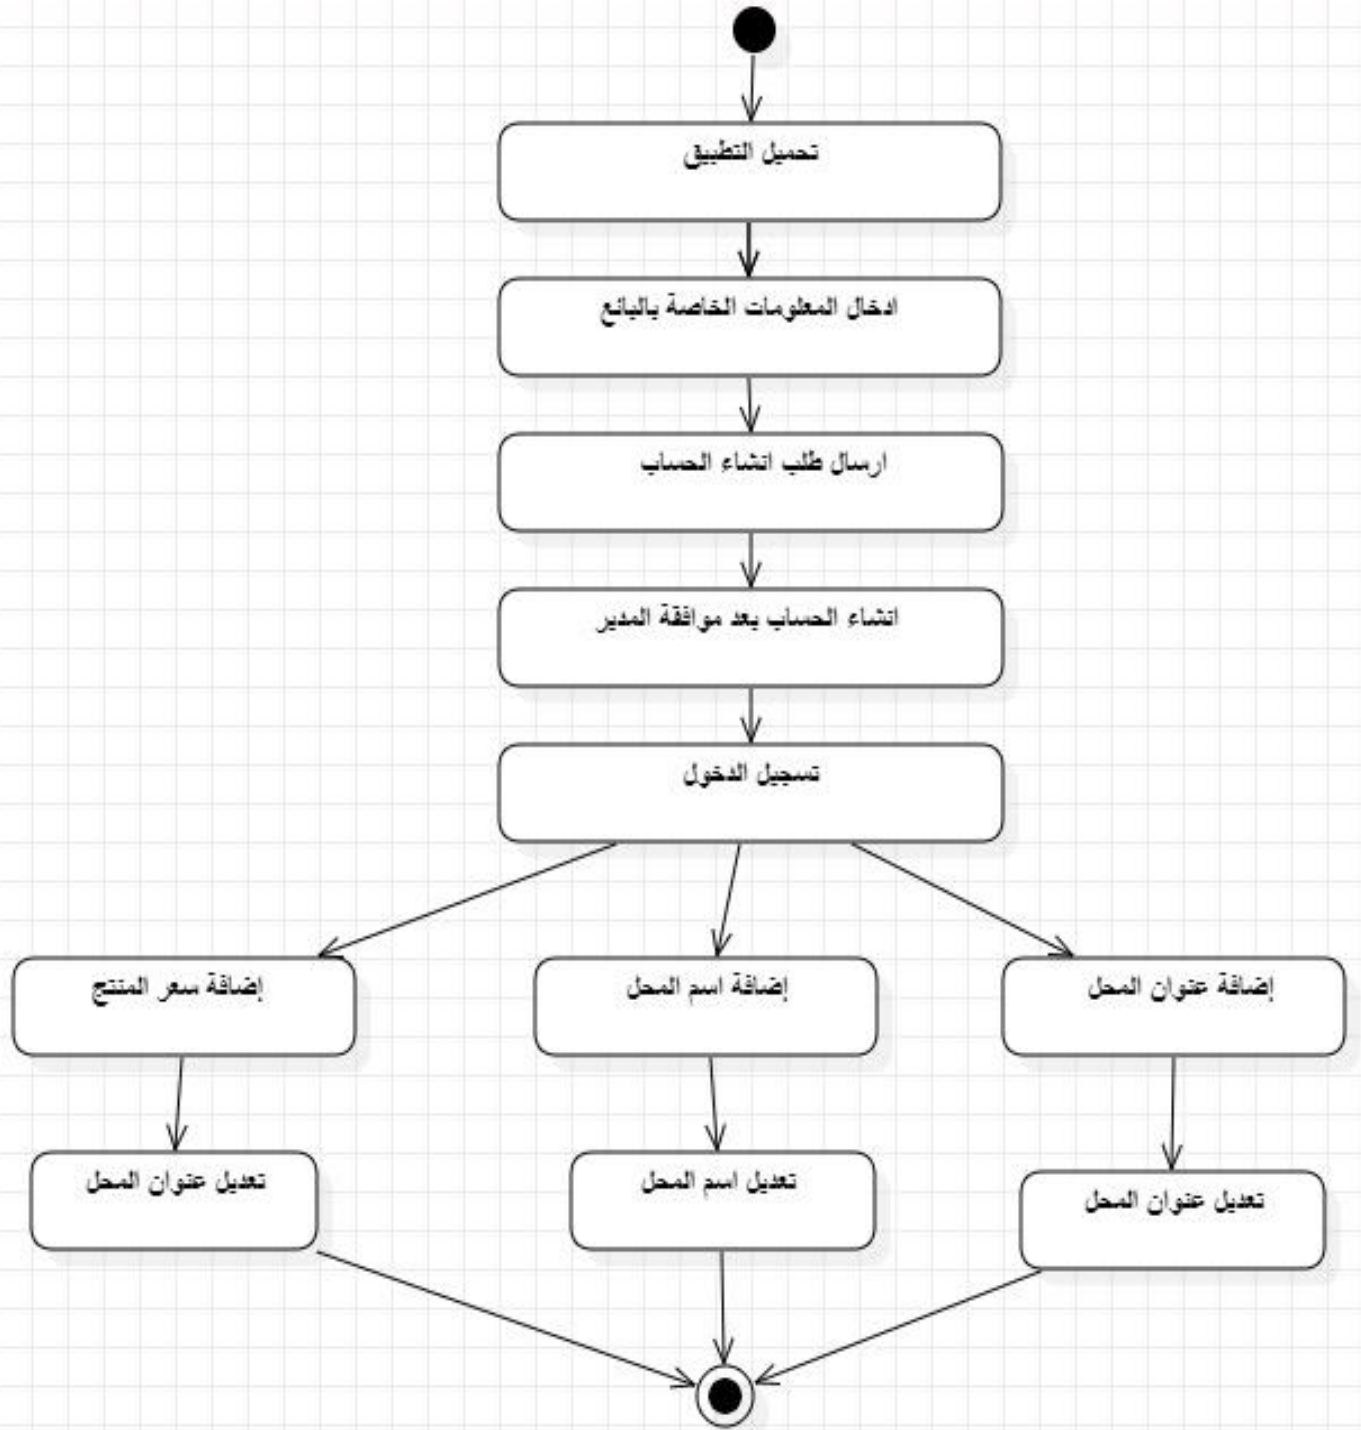 تحميل التطبيق
ادخال المعلومات الخاصة بالبائع
ارسال طلب انشاء الحساب
انشاء الحساب بعد موافقة المدير
تسجيل الدخول
إضافة عنوان المحل
إضافة اسم المحل
إضافة سعر المنتج
تعديل عنوان المحل
تعديل اسم المحل
تعديل عنوان المحل